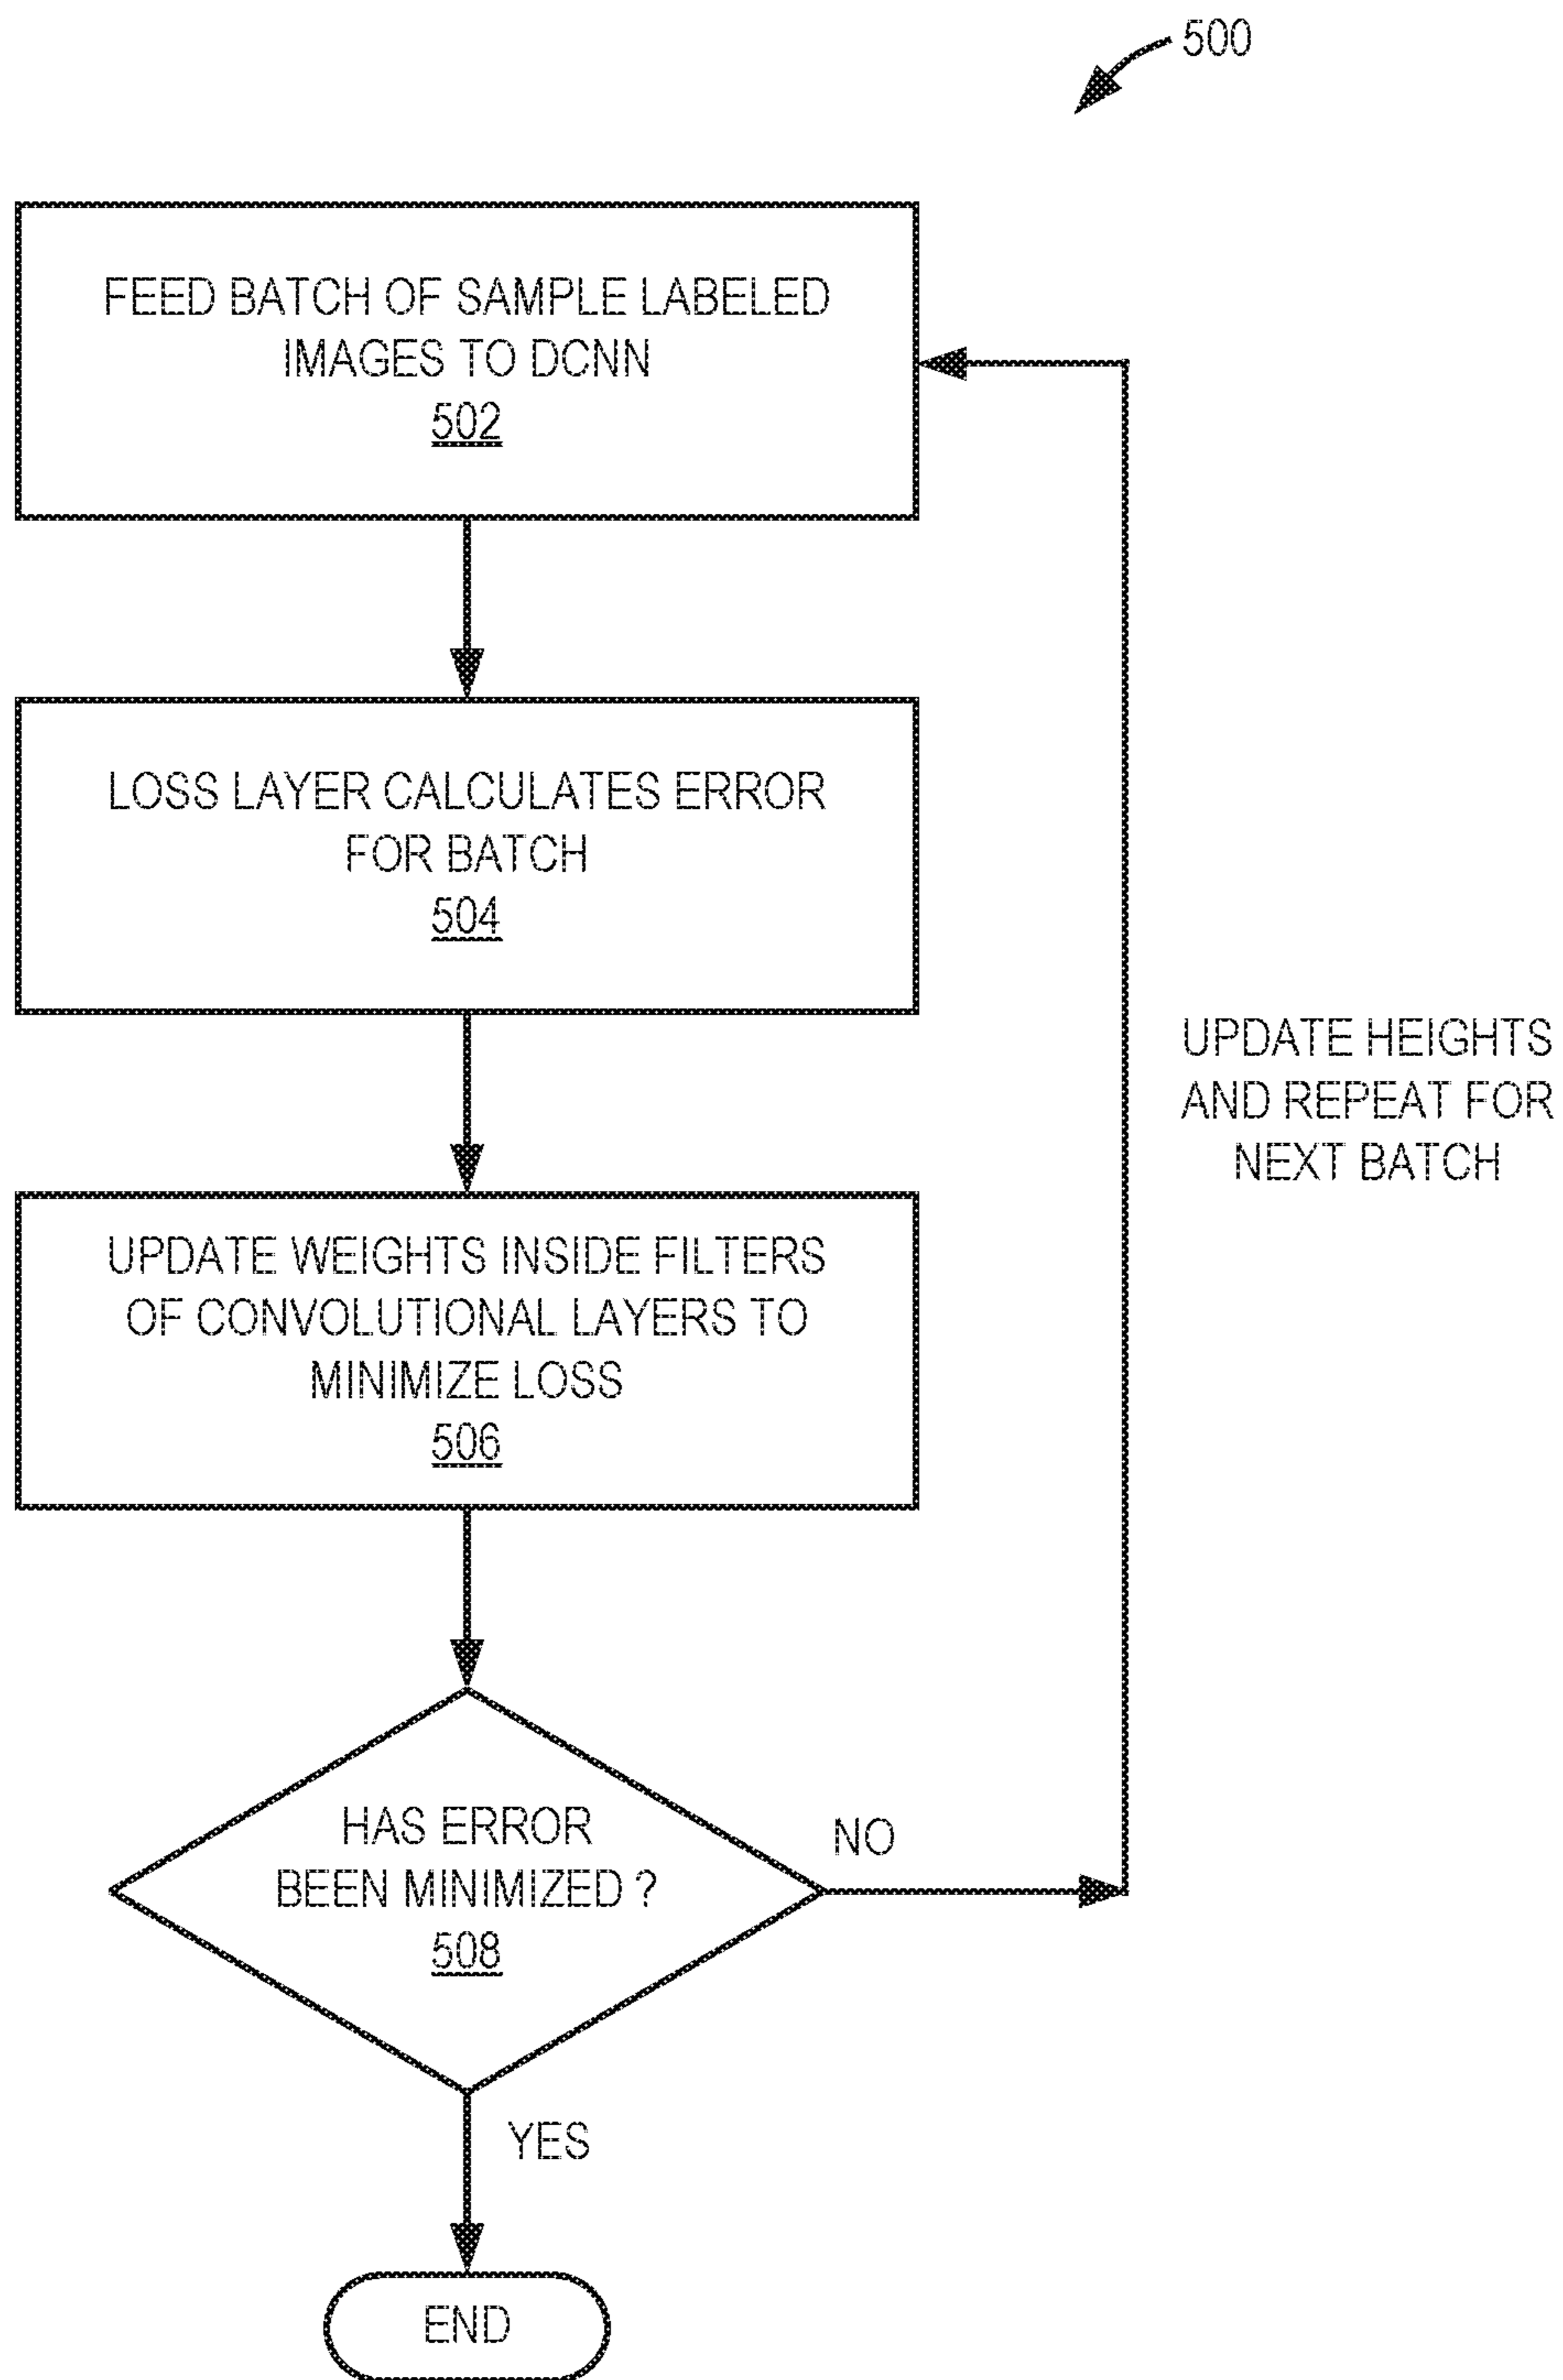 500
FEED BATCH OF SAMPLE LABELED
IMAGES TO DCNN
502
LOSS LAYER CALCULATES ERROR
FOR BATCH
504
UPDATE HEIGHTS
AND REPEAT FOR
NEXT BATCH
UPDATE WEIGHTS INSIDE FILTERS
OF CONVOLUTIONAL LAYERS TO
MINIMIZE LOSS
506
HAS ERROR
BEEN MINIMIZED ?
508
NO
YES
END